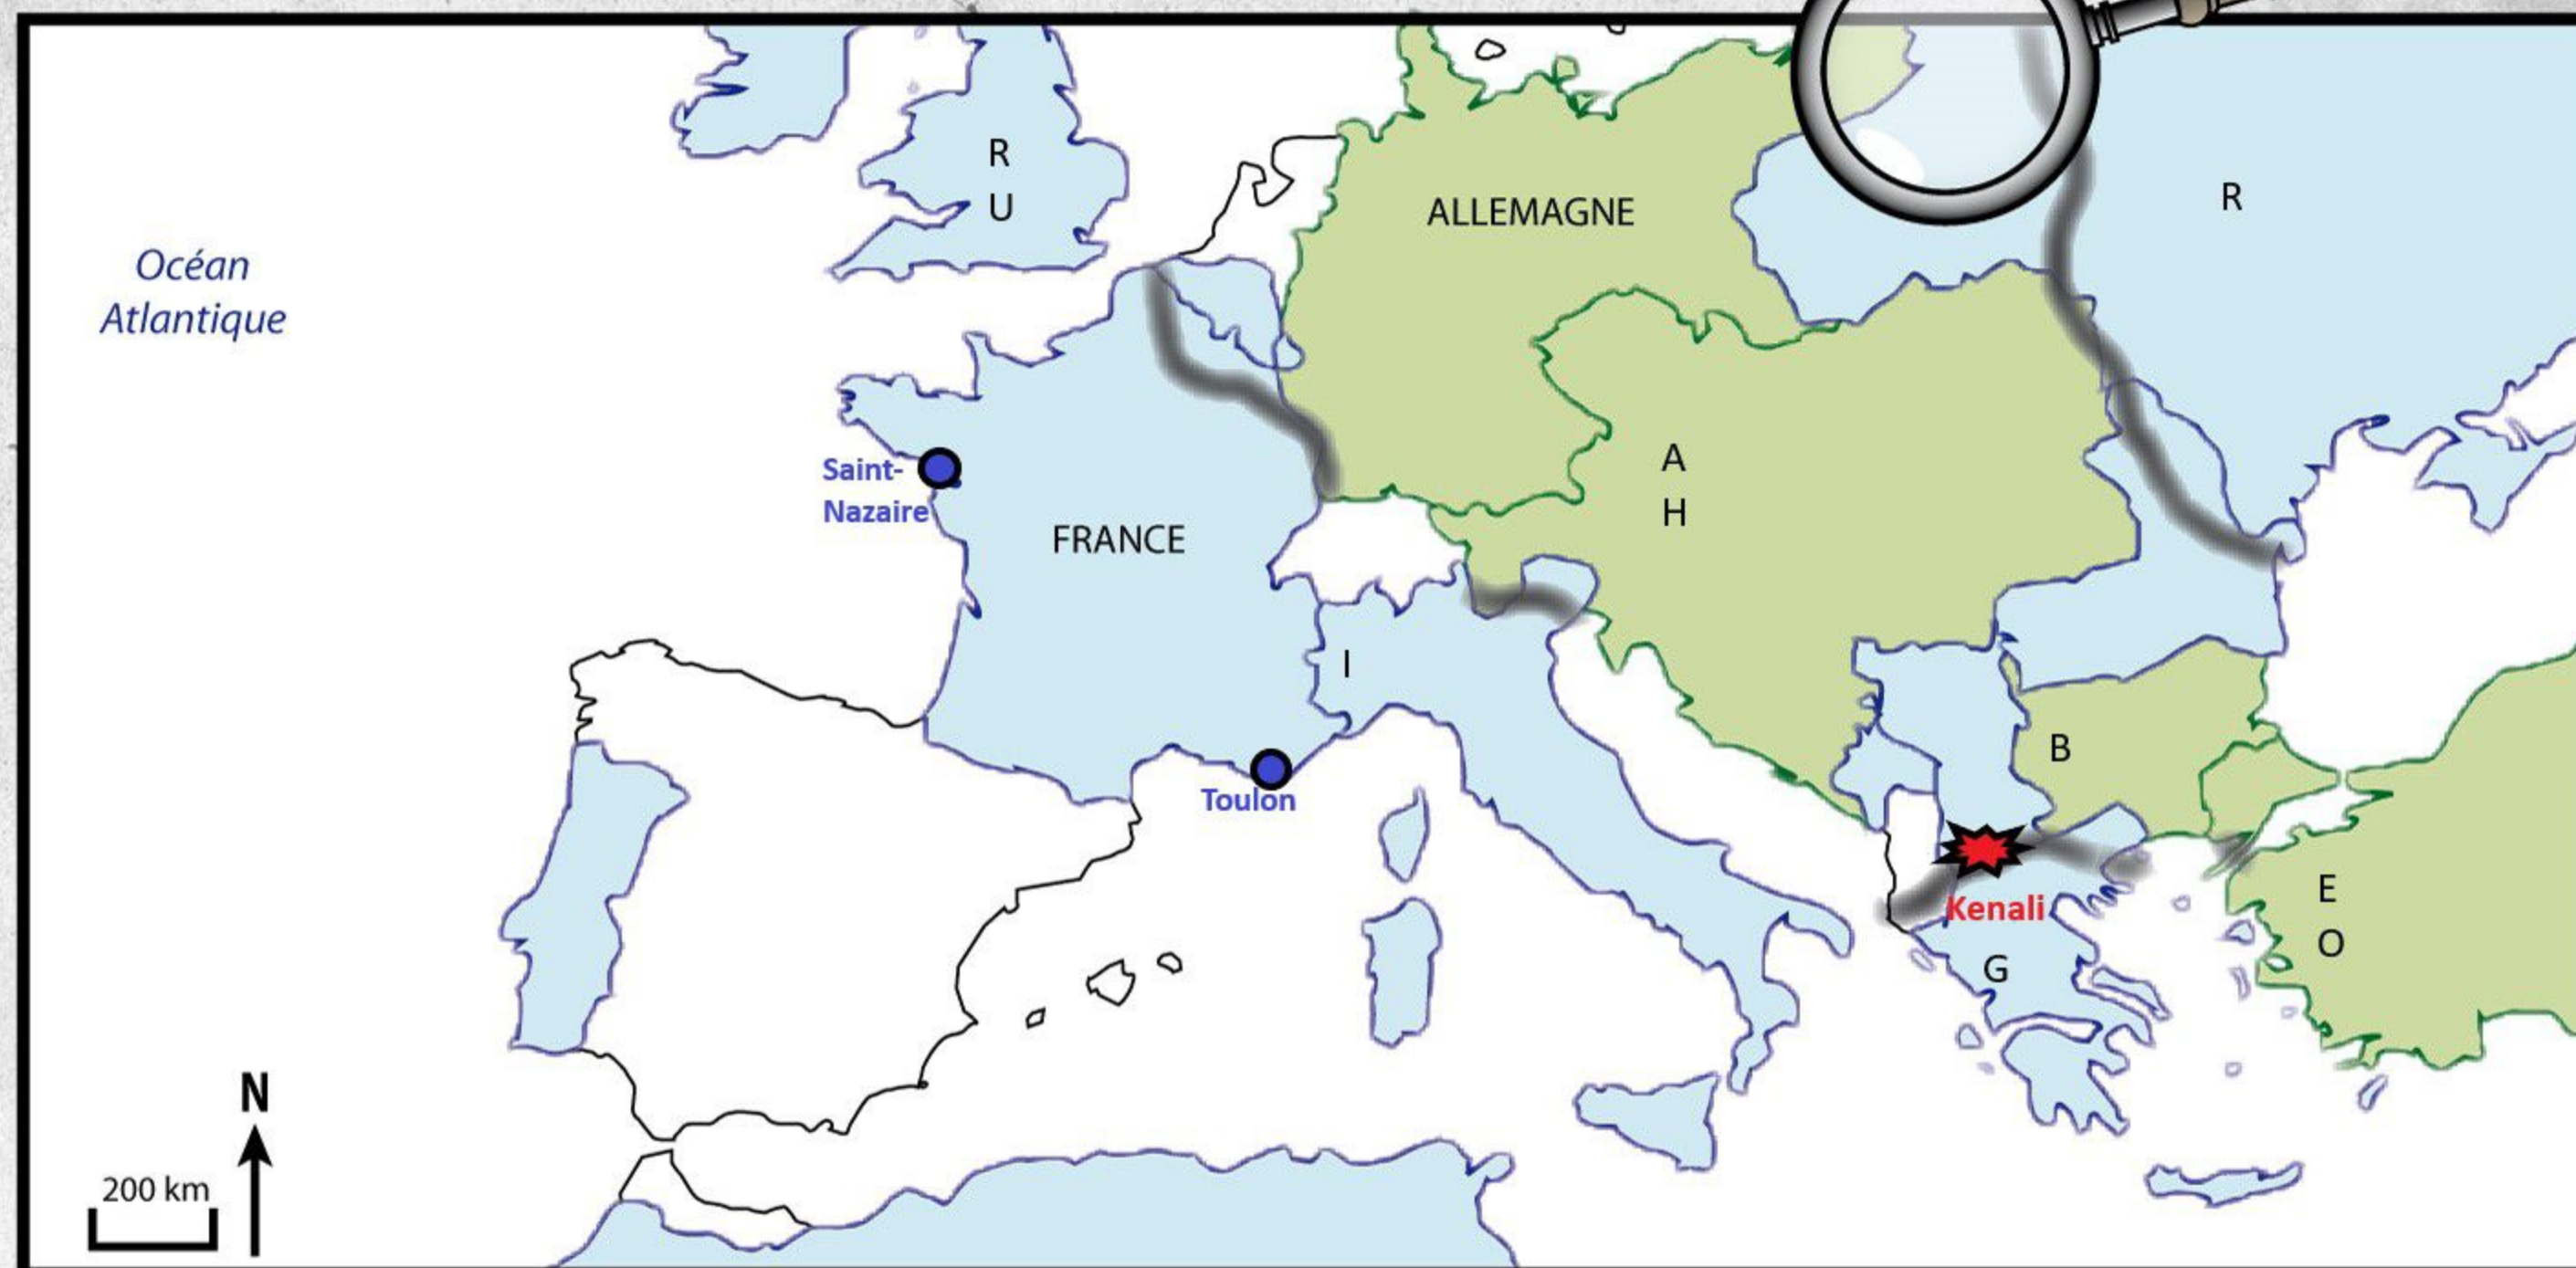 R
U
ALLEMAGNE
R
Océan
Atlantique
Saint-
Nazaire
FRANCE
A
H
I
B
Toulon
Kenali
E
O
G
N
200 km